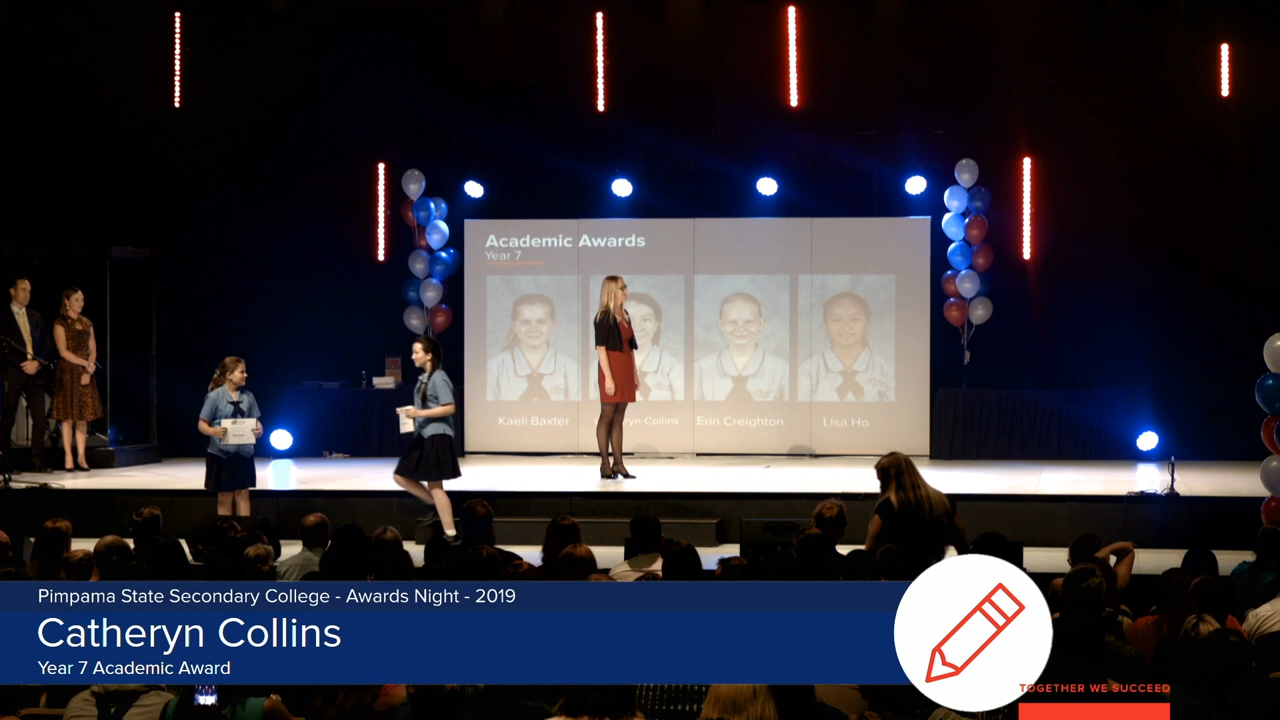 Academic Awards
Year 7
Kaeli Baxter
ryn Collins
Erin Creighton
Lisa Ho
Pimpama State Secondary College - Awards Night - 2019
Catheryn Collins
Year 7 Academic Award
TOGETHER WE SUCCEED